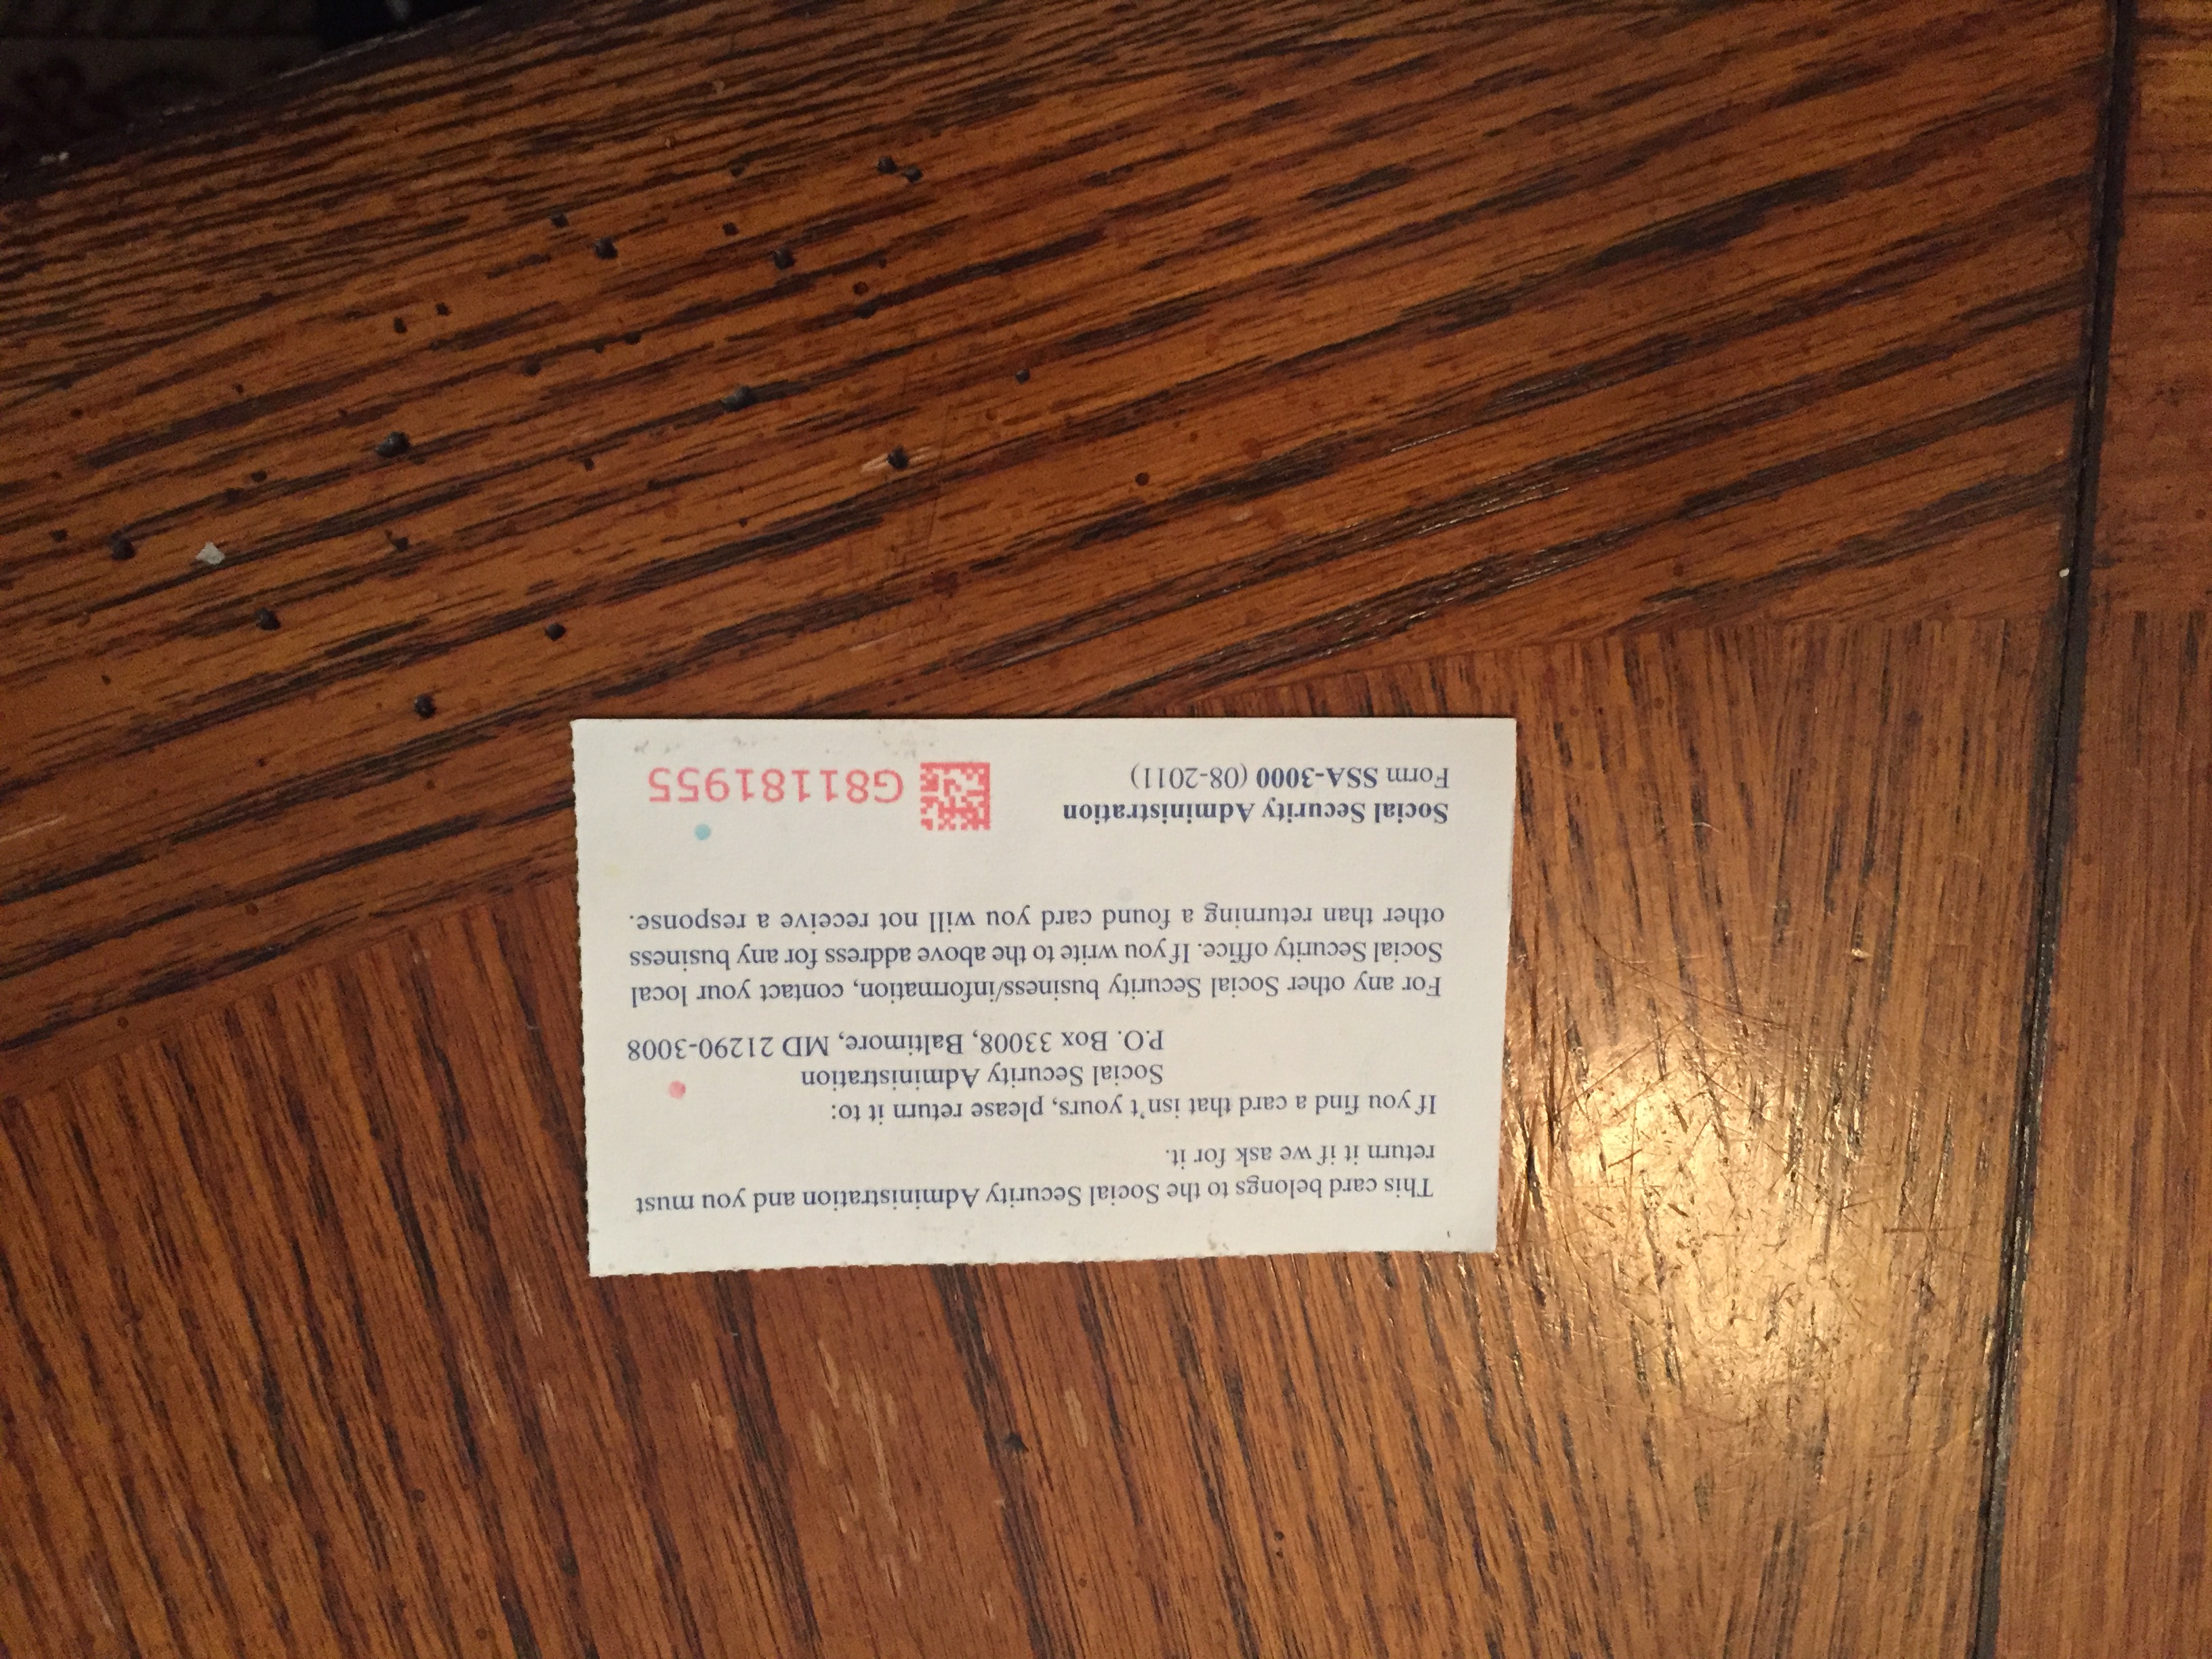 This card belongs to the Social Security Administration and you must
return it if we ask for it.
If you find a card that isn't yours, please return it to:
Social Security Administration
P.O. Box 33008, Baltimore, MD 21290-3008
For any other Social Security business/information, contact your local
Social Security office. If you write to the above address for any business
other than returning a found card you will not receive a response.
Social Security Administration
Form SSA-3000 (08-2011)
G81181955